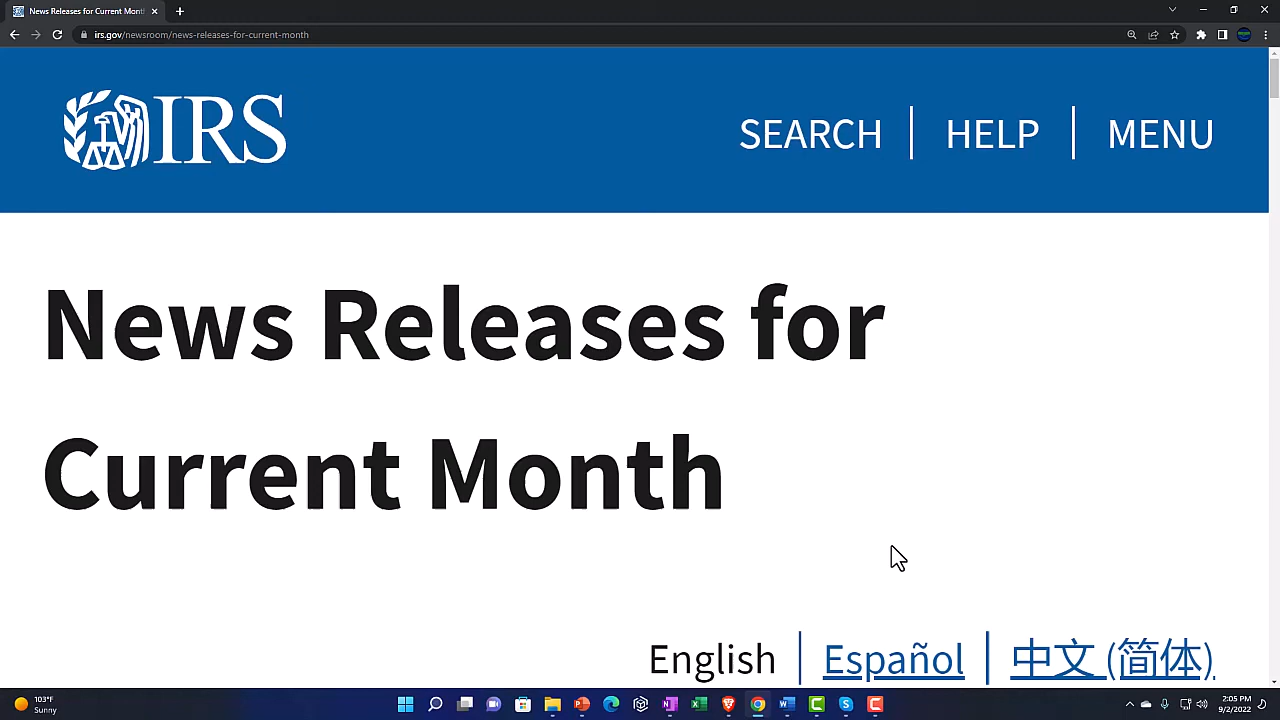 News Releases for Current Month
irs.gov/newsroom/news-releases-for-current-month
IRS
SEARCH
HELP
MENU
News Releases for
Current Month
English
Español
中文 (简体)
103°F
Sunny
2:05 PM
9/2/2022